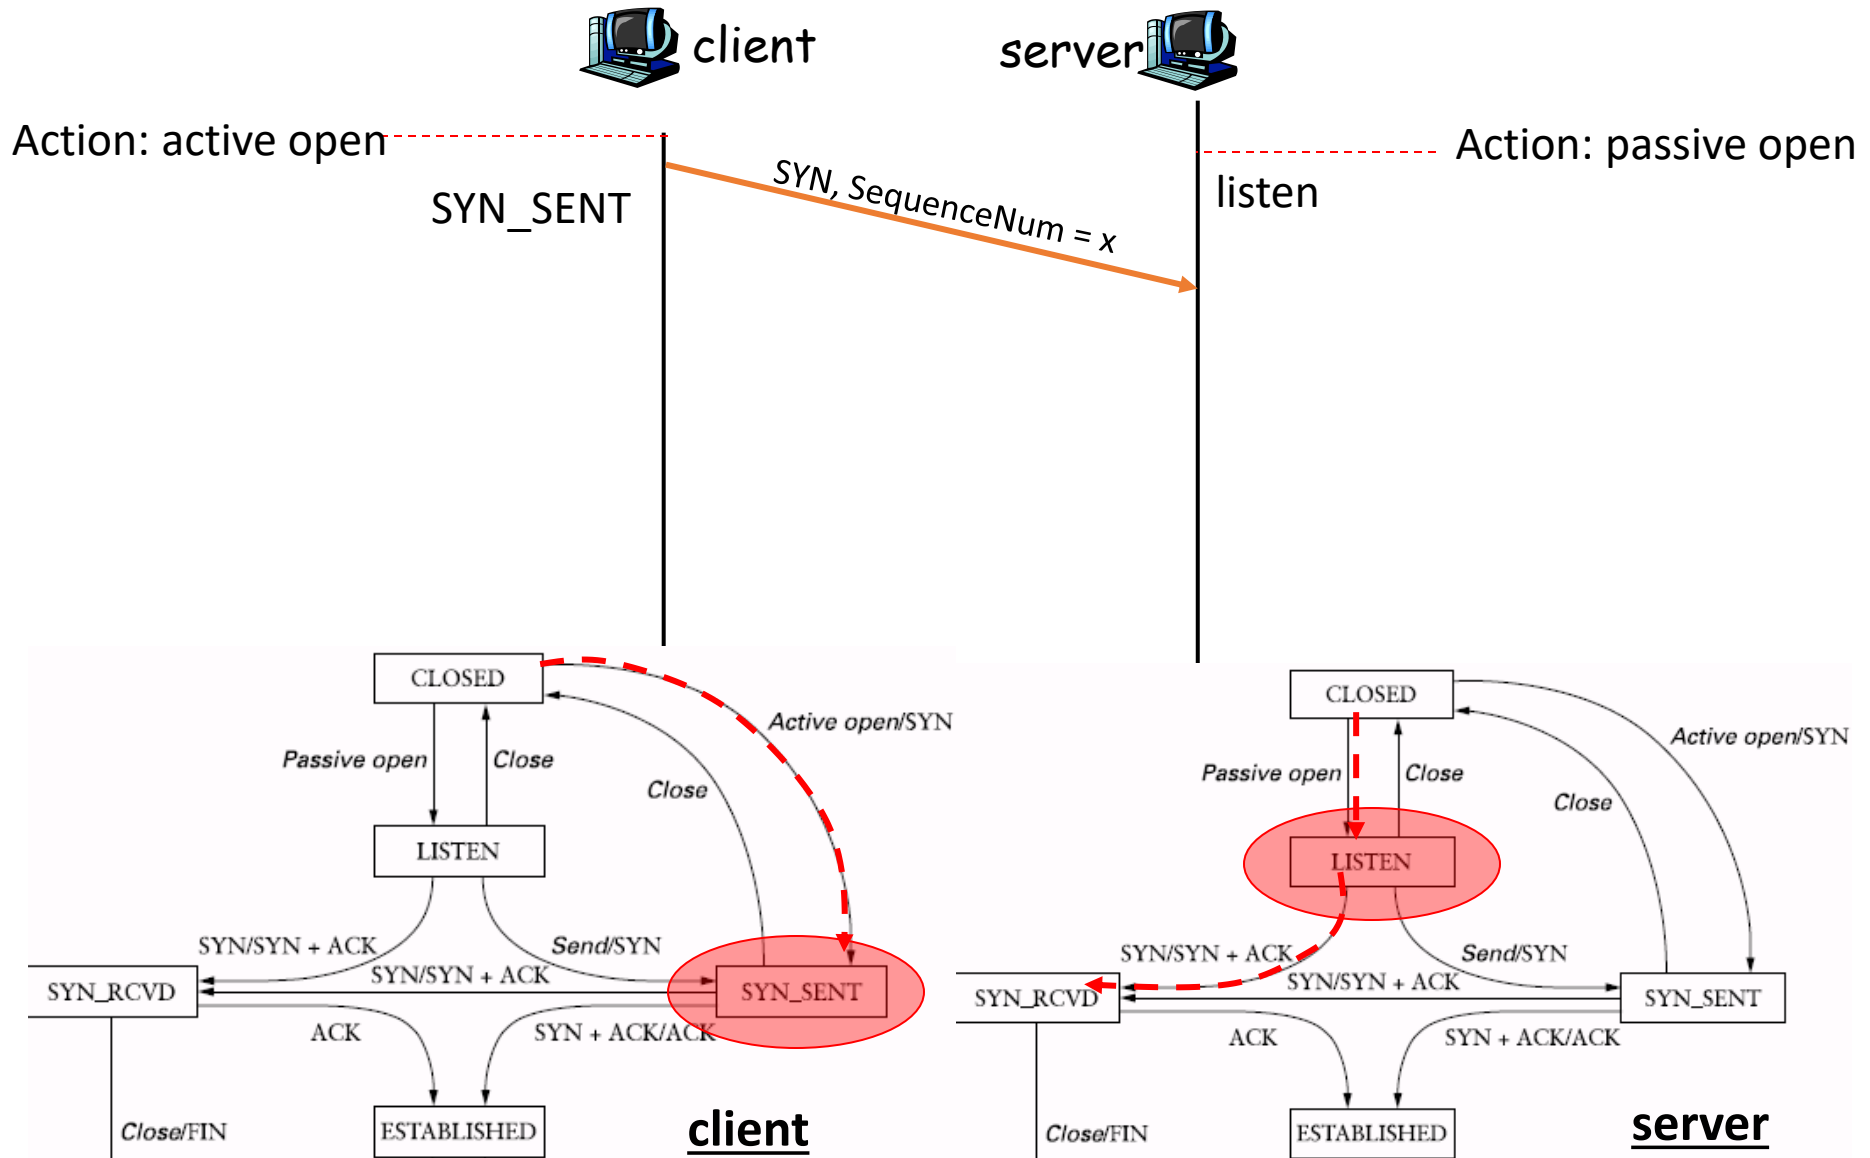 client
server
Action: active open
Action: passive open
SYN_SENT
SYN, SequenceNum = x
listen
CLOSED
Active open/SYN
Passive open
Close
Close
LISTEN
SYN/SYN + ACK
Send/SYN
SYN/SYN + ACK
SYN_RCVD
SYN_SENT
ACK
SYN + ACK/ACK
Close/FIN
ESTABLISHED
client
CLOSED
Active open/SYN
Passive open
Close
Close
LISTEN
SYN/SYN + ACK
Send/SYN
SYN/SYN + ACK
SYN_RCVD
SYN_SENT
ACK
SYN + ACK/ACK
Close/FIN
ESTABLISHED
server